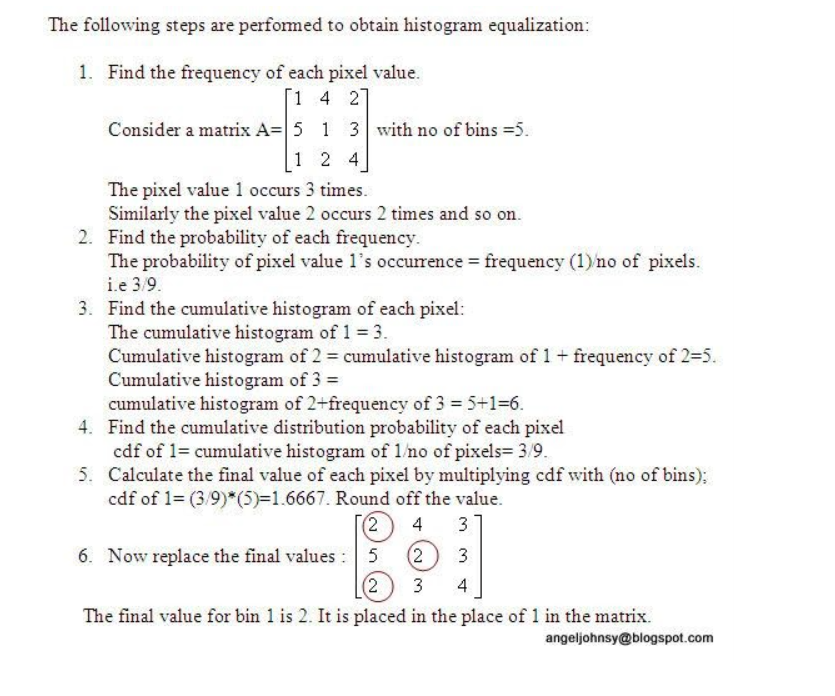 The following steps are performed to obtain histogram equalization:
1. Find the frequency of each pixel value.
1 4 2
Consider a matrix A= 5 1 3 with no of bins =5.
1 2 4
The pixel value 1 occurs 3 times.
Similarly the pixel value 2 occurs 2 times and so on.
2. Find the probability of each frequency.
The probability of pixel value 1's occurrence = frequency (1)/no of pixels.
i.e 3/9.
3. Find the cumulative histogram of each pixel:
The cumulative histogram of 1 = 3.
Cumulative histogram of 2 = cumulative histogram of 1 + frequency of 2=5.
Cumulative histogram of 3 =
cumulative histogram of 2+frequency of 3 = 5+1=6.
4. Find the cumulative distribution probability of each pixel
cdf of 1= cumulative histogram of 1/no of pixels= 3/9.
5. Calculate the final value of each pixel by multiplying cdf with (no of bins);
cdf of 1= (3/9)*(5)=1.6667. Round off the value.
2 4 3
6. Now replace the final values : 5 2 3
2 3 4
The final value for bin 1 is 2. It is placed in the place of 1 in the matrix.
angeljohnsy@blogspot.com